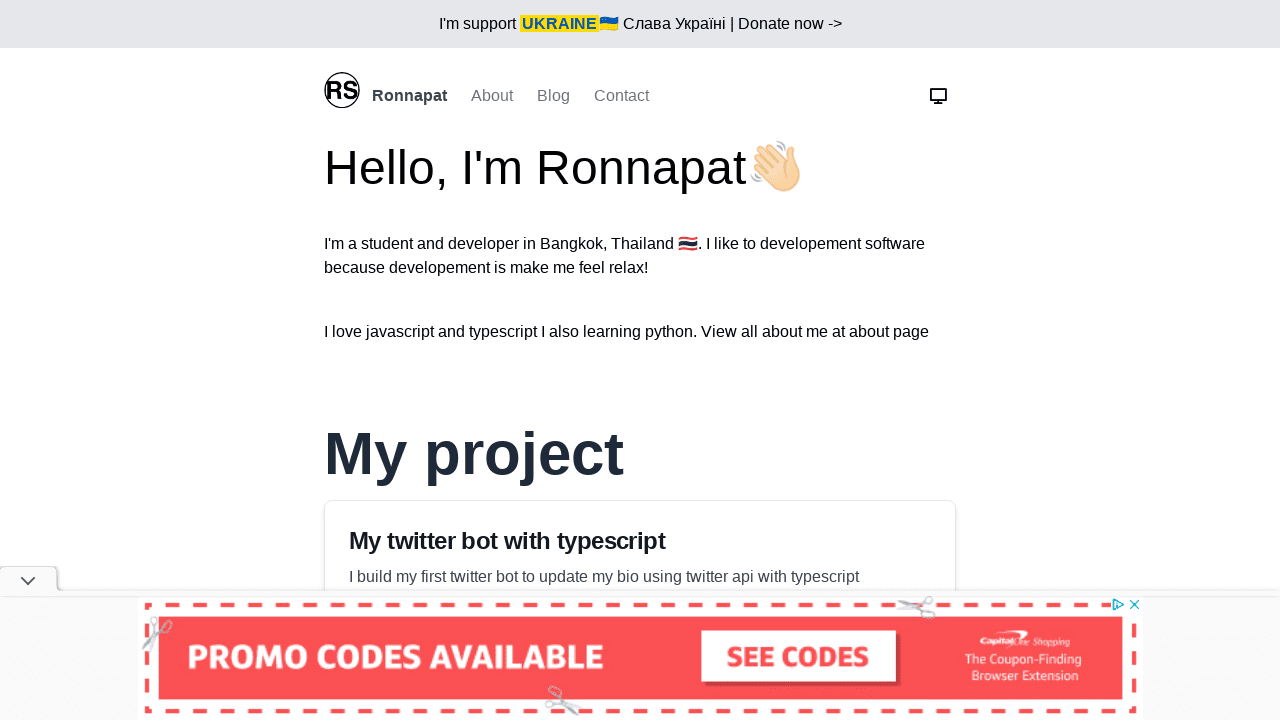 I'm support UKRAINE🇺🇦 Слава Україні | Donate now ->
RS Ronnapat About Blog Contact
Hello, I'm Ronnapat👋🏻
I'm a student and developer in Bangkok, Thailand 🇹🇭. I like to developement software
because developement is make me feel relax!
I love javascript and typescript I also learning python. View all about me at about page
My project
My twitter bot with typescript
I build my first twitter bot to update my bio using twitter api with typescript
PROMO CODES AVAILABLE
SEE CODES
Capital One Shopping
The Coupon-Finding
Browser Extension